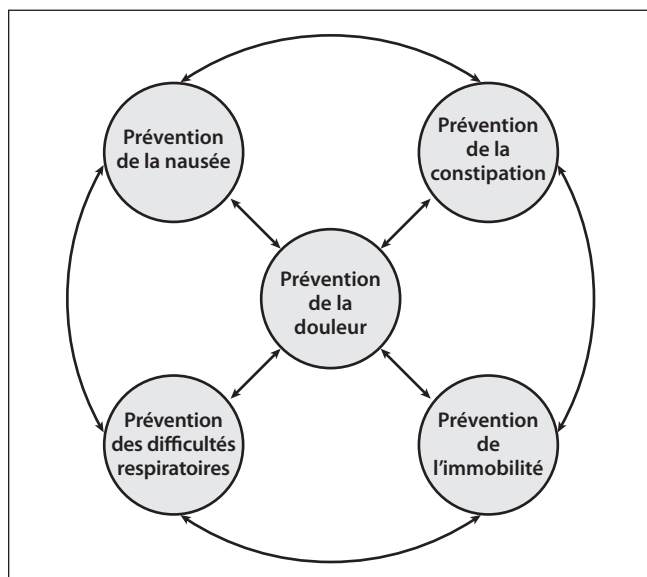 Prévention
de la nausée
Prévention
de la
constipation
Prévention
de la
douleur
Prévention
des difficultés
respiratoires
Prévention
de
l'immobilité